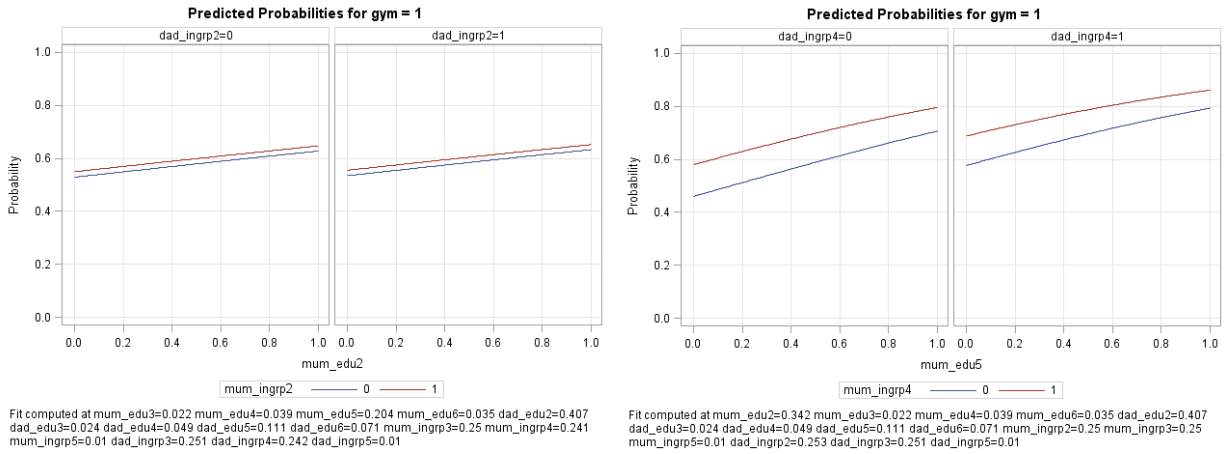 Predicted Probabilities for gym = 1
dad_ingrp2=0
dad_ingrp2=1
1.0
0.8
0.6
0.4
0.2
0.0
Probability
0.0 0.2 0.4 0.6 0.8 1.0
0.0 0.2 0.4 0.6 0.8 1.0
mum_edu2
mum_ingrp2 0 1
Fit computed at mum_edu3=0.022 mum_edu4=0.039 mum_edu5=0.204 mum_edu6=0.035 dad_edu2=0.407
dad_edu3=0.024 dad_edu4=0.049 dad_edu5=0.111 dad_edu6=0.071 mum_ingrp3=0.25 mum_ingrp4=0.241
mum_ingrp5=0.01 dad_ingrp3=0.251 dad_ingrp4=0.242 dad_ingrp5=0.01
Predicted Probabilities for gym = 1
dad_ingrp4=0
dad_ingrp4=1
1.0
0.8
0.6
0.4
0.2
0.0
Probability
0.0 0.2 0.4 0.6 0.8 1.0
0.0 0.2 0.4 0.6 0.8 1.0
mum_edu5
mum_ingrp4 0 1
Fit computed at mum_edu2=0.342 mum_edu3=0.022 mum_edu4=0.039 mum_edu6=0.035 dad_edu2=0.407
dad_edu3=0.024 dad_edu4=0.049 dad_edu5=0.111 dad_edu6=0.071 mum_ingrp2=0.25 mum_ingrp3=0.25
mum_ingrp5=0.01 dad_ingrp2=0.253 dad_ingrp3=0.251 dad_ingrp5=0.01